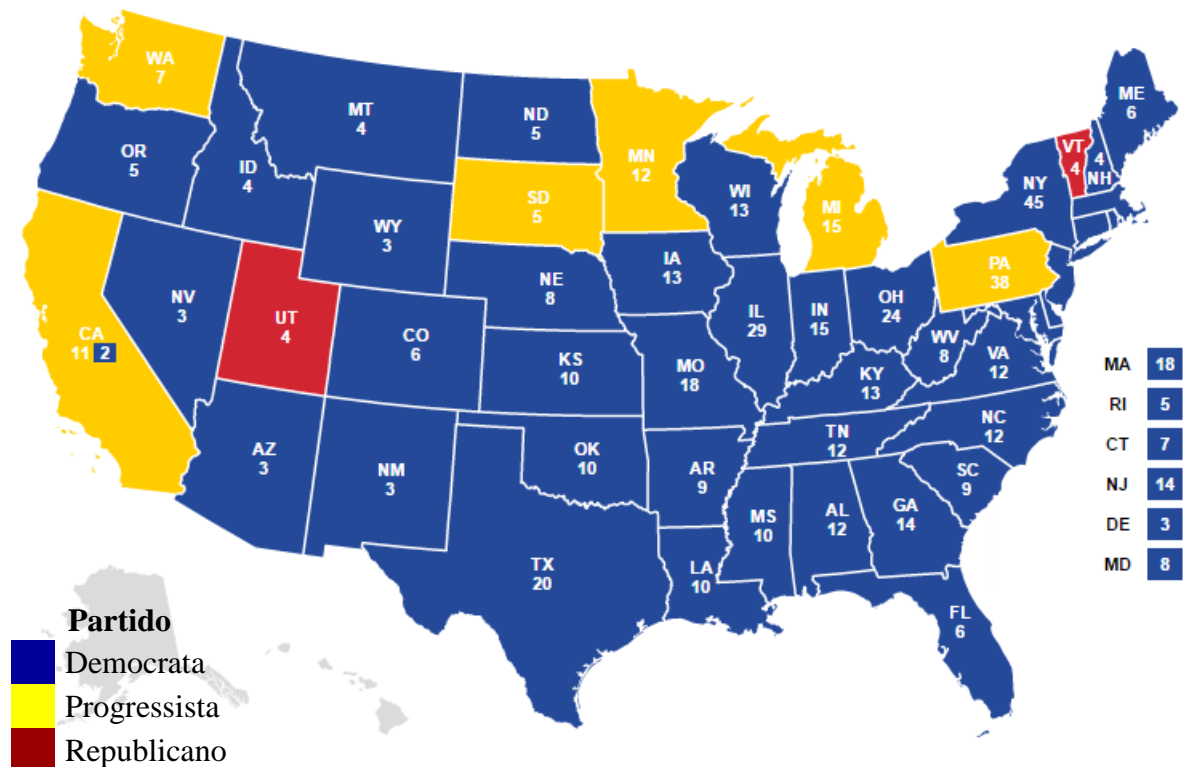 WA
7
MT
4
ND
5
MN
12
ME
6
OR
5
ID
4
SD
5
WI
13
MI
15
VT
4
4
NH
NY
45
WY
3
IA
13
NE
8
PA
38
NV
3
UT
4
CO
6
IL
29
IN
15
OH
24
WV
8
VA
12
CA
11 2
KS
10
MO
18
KY
13
MA 18
RI 5
CT 7
NJ 14
DE 3
MD 8
AZ
3
NM
3
OK
10
AR
9
TN
12
NC
12
SC
9
MS
10
AL
12
GA
14
TX
20
LA
10
FL
6
Partido
Democrata
Progressista
Republicano